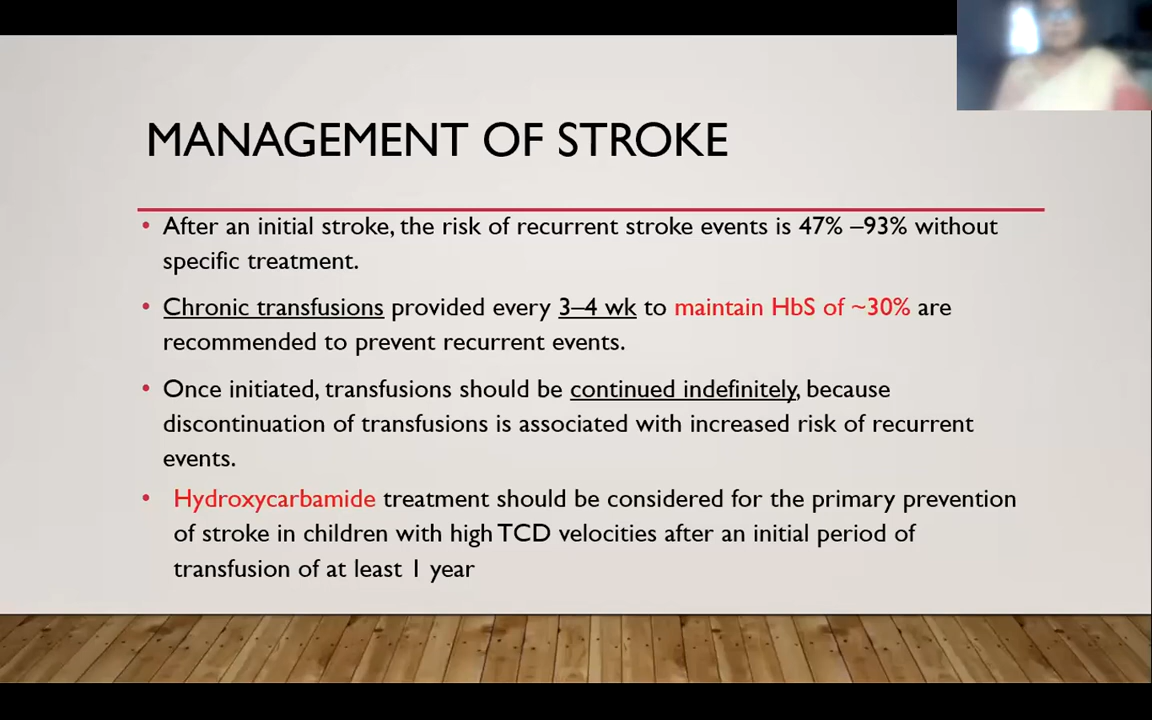 MANAGEMENT OF STROKE
• After an initial stroke, the risk of recurrent stroke events is 47% –93% without
specific treatment.
• Chronic transfusions provided every 3–4 wk to maintain HbS of ~30% are
recommended to prevent recurrent events.
• Once initiated, transfusions should be continued indefinitely, because
discontinuation of transfusions is associated with increased risk of recurrent
events.
• Hydroxycarbamide treatment should be considered for the primary prevention
of stroke in children with high TCD velocities after an initial period of
transfusion of at least 1 year